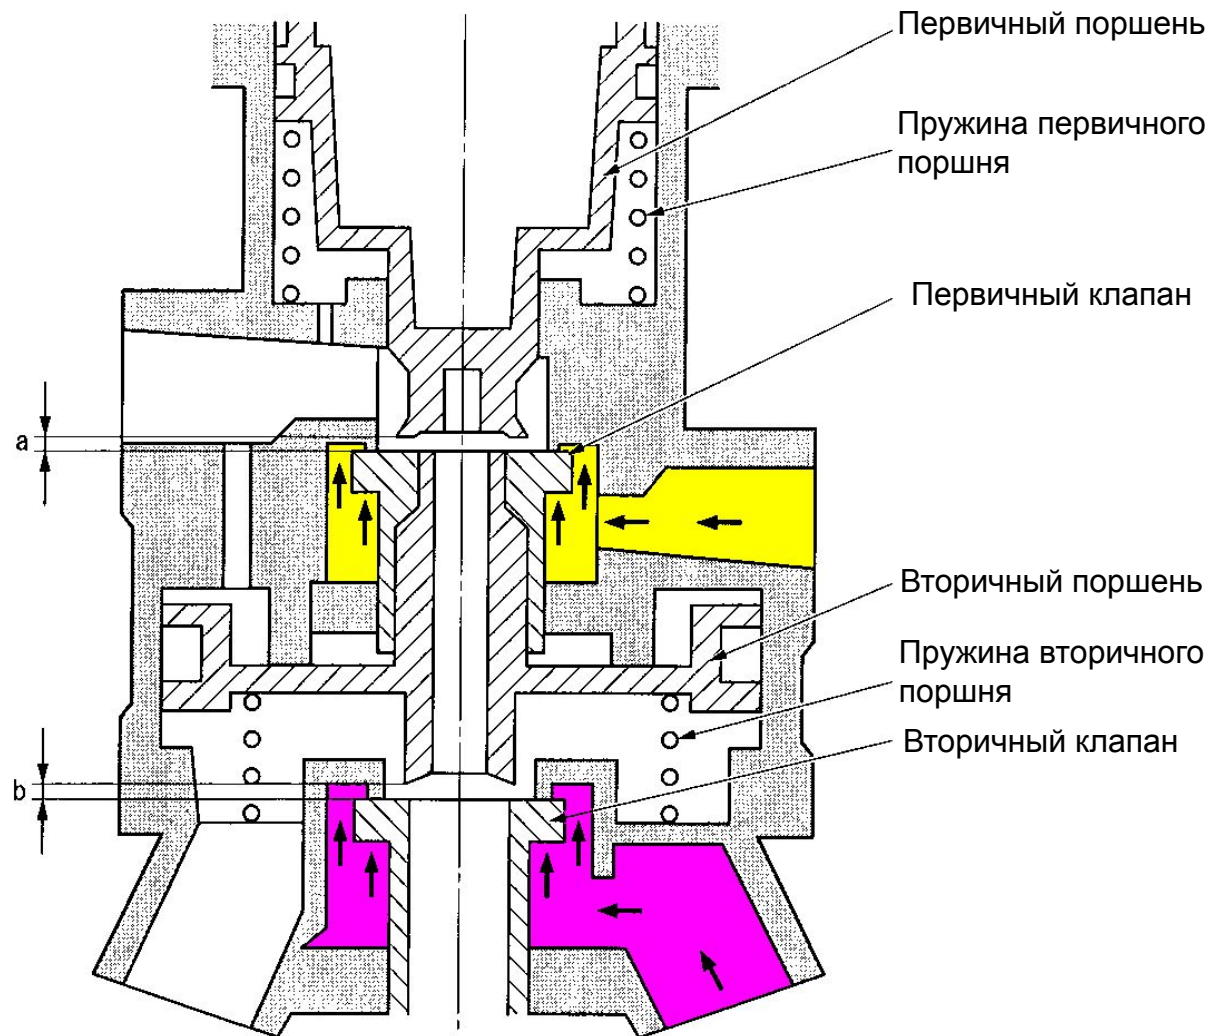 Первичный поршень
Пружина первичного
поршня
Первичный клапан
a
Вторичный поршень
Пружина вторичного
поршня
Вторичный клапан
b